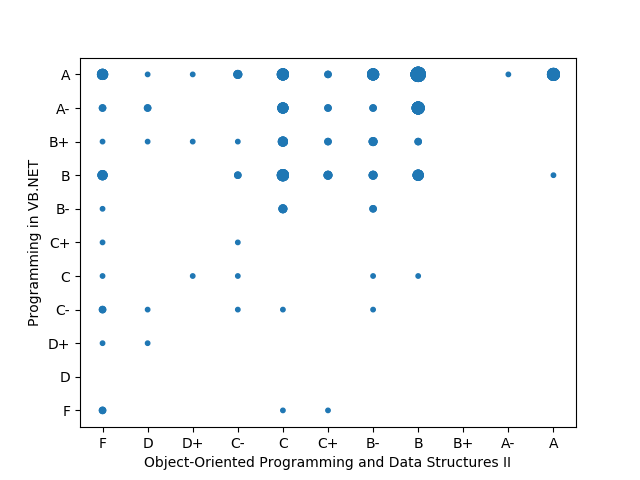 Programming in VB.NET
A
A-
B+
B
B-
C+
C
C-
D+
D
F
F D D+ C- C C+ B- B B+ A- A
Object-Oriented Programming and Data Structures II